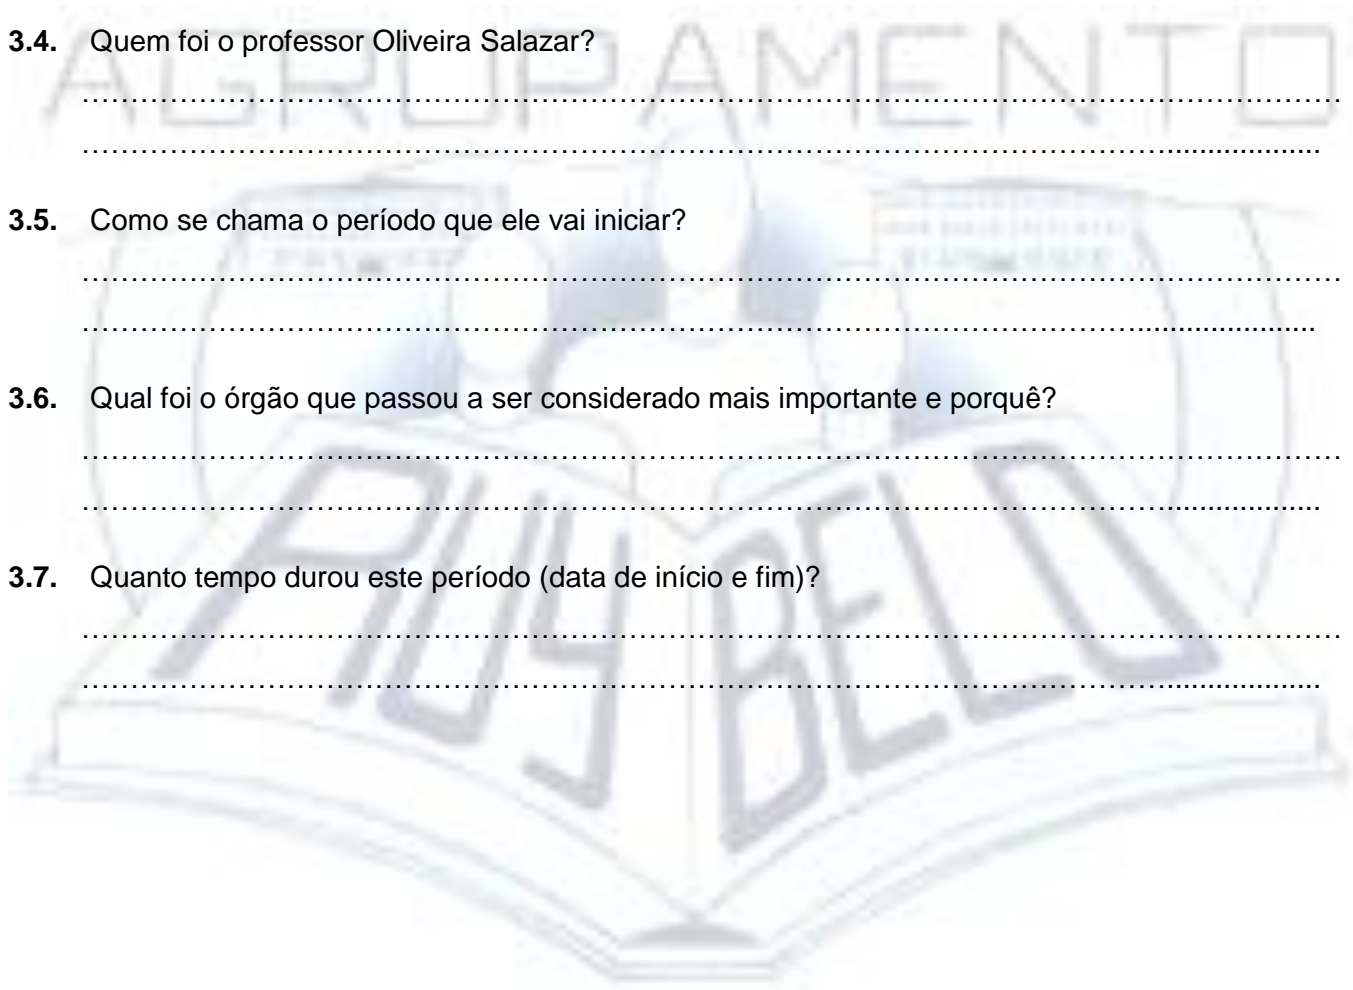 AGRUPAMENTO
3.4. Quem foi o professor Oliveira Salazar?
3.5. Como se chama o período que ele vai iniciar?
3.6. Qual foi o órgão que passou a ser considerado mais importante e porquê?
3.7. Quanto tempo durou este período (data de início e fim)?
RUY BELO